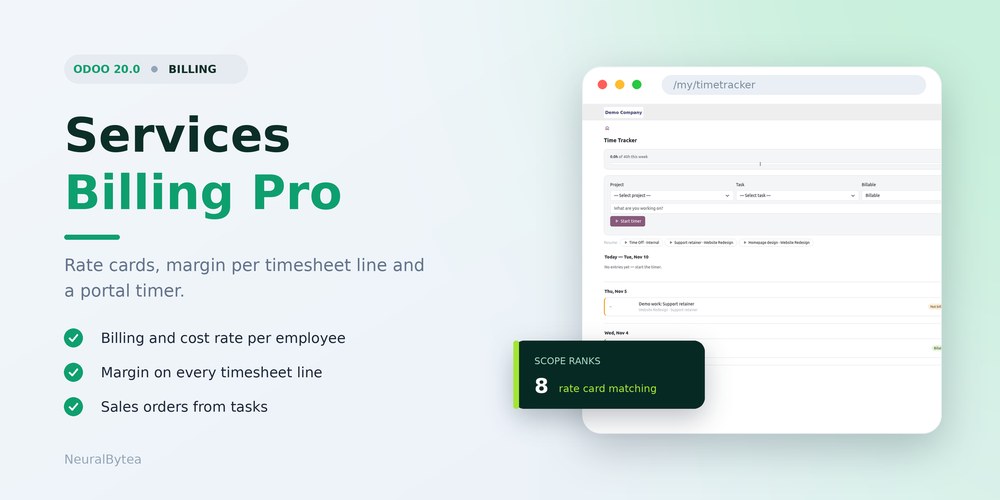 ODOO 20.0 • BILLING
Services
Billing Pro
Rate cards, margin per timesheet line and
a portal timer.
Billing and cost rate per employee
Margin on every timesheet line
Sales orders from tasks
NeuralBytea
/my/timetracker
Demo Company
Time Tracker
Project
Task
Billable
— Select project —
— Select task —
Billable
What are you working on?
Start timer
Time Off · Internal
Support retainer · Website Redesign
Homepage design · Website Redesign
Today — Tue, Nov 10
No entries yet — start the timer.
Thu, Nov 5
Demo work: Support retainer
Website Redesign · Support retainer
Wed, Nov 4
SCOPE RANKS
8 rate card matching